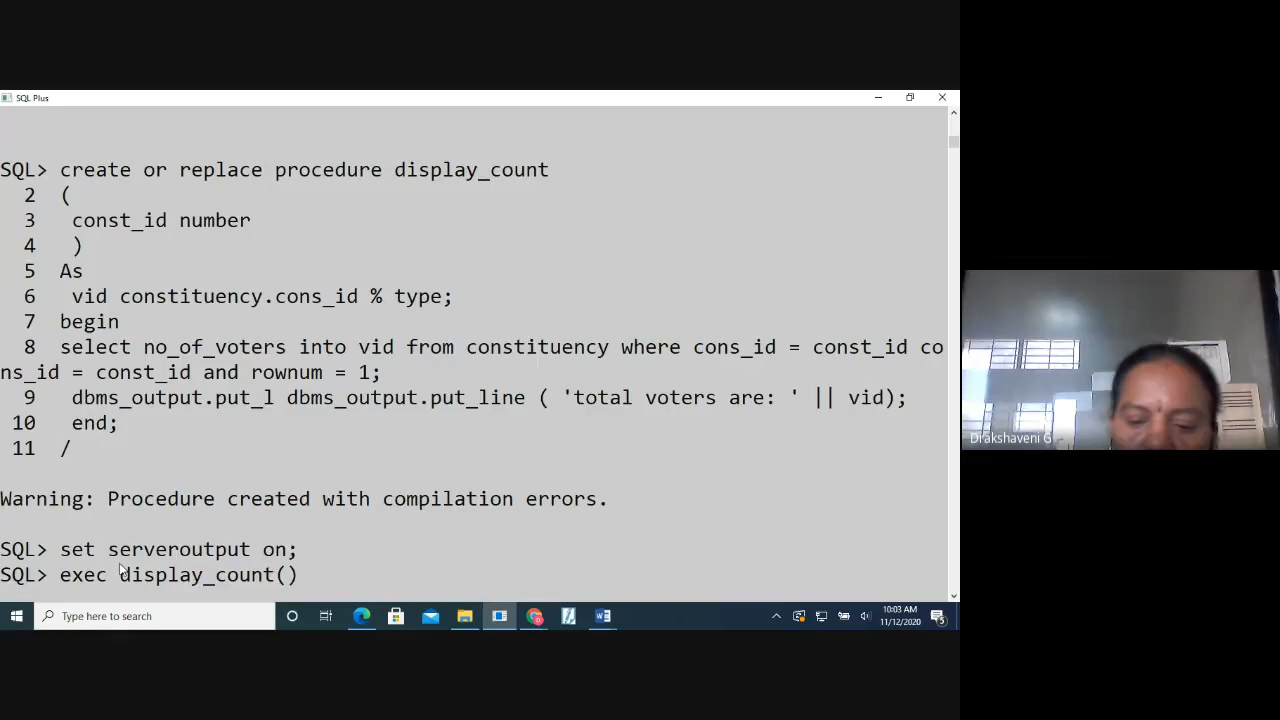 SQL Plus
SQL> create or replace procedure display_count
2 (
3 const_id number
4 )
5 As
6 vid constituency.cons_id % type;
7 begin
8 select no_of_voters into vid from constituency where cons_id = const_id co
ns_id = const_id and rownum = 1;
9 dbms_output.put_l dbms_output.put_line ( 'total voters are: ' || vid);
10 end;
11 /
Warning: Procedure created with compilation errors.
SQL> set serveroutput on;
SQL> exec display_count()
Drakshaveni G
Type here to search
10:03 AM
11/12/2020
5